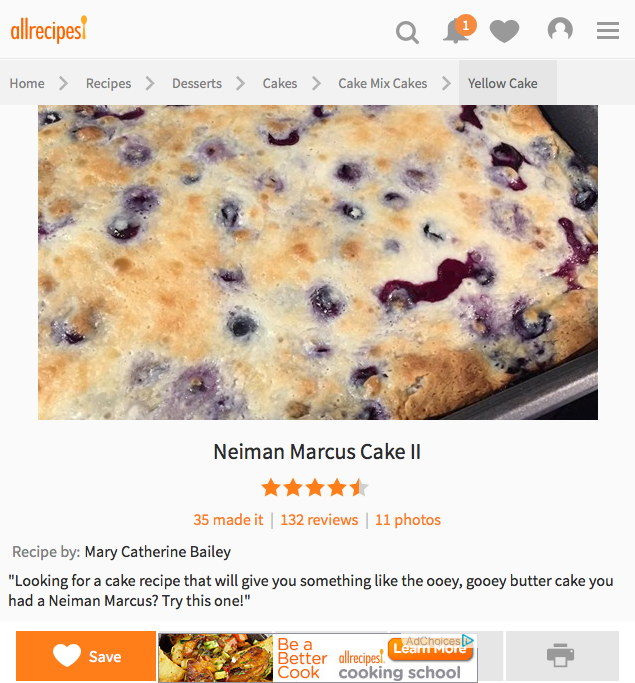 allrecipes!
1
Home Recipes Desserts Cakes Cake Mix Cakes Yellow Cake
Neiman Marcus Cake II
35 made it | 132 reviews | 11 photos
Recipe by: Mary Catherine Bailey
"Looking for a cake recipe that will give you something like the ooey, gooey butter cake you
had a Neiman Marcus? Try this one!"
Save
Be a
Better
Cook
allrecipes!
cooking school
AdChoices
Learn More